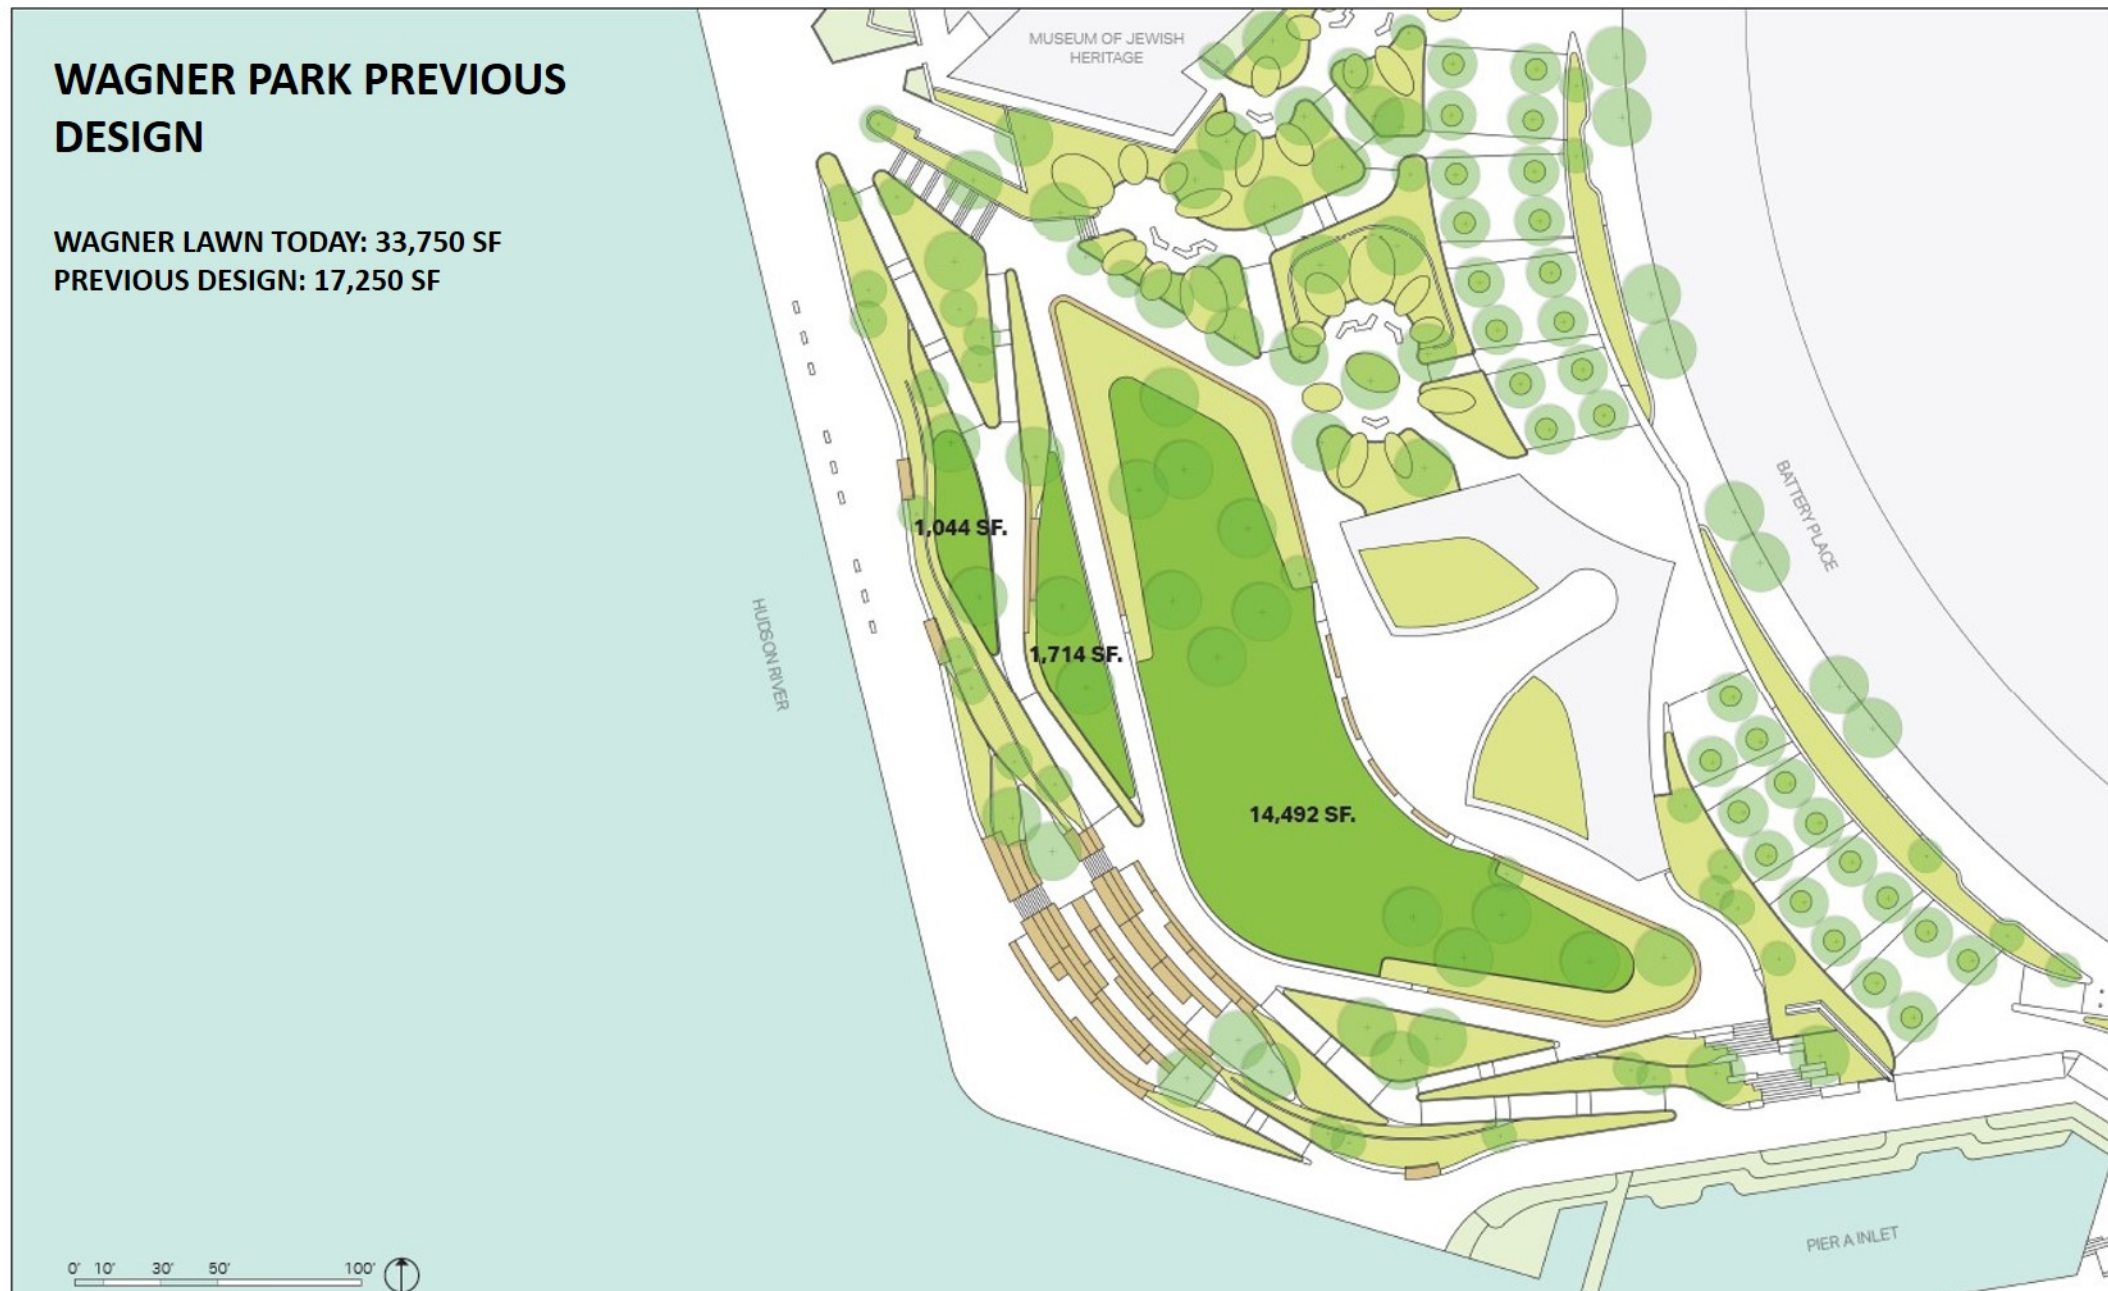 WAGNER PARK PREVIOUS
DESIGN
WAGNER LAWN TODAY: 33,750 SF
PREVIOUS DESIGN: 17,250 SF
MUSEUM OF JEWISH
HERITAGE
BATTERY PLACE
HUDSON RIVER
1,044 SF.
1,714 SF.
14,492 SF.
PIER A INLET
0' 10' 30' 50' 100'